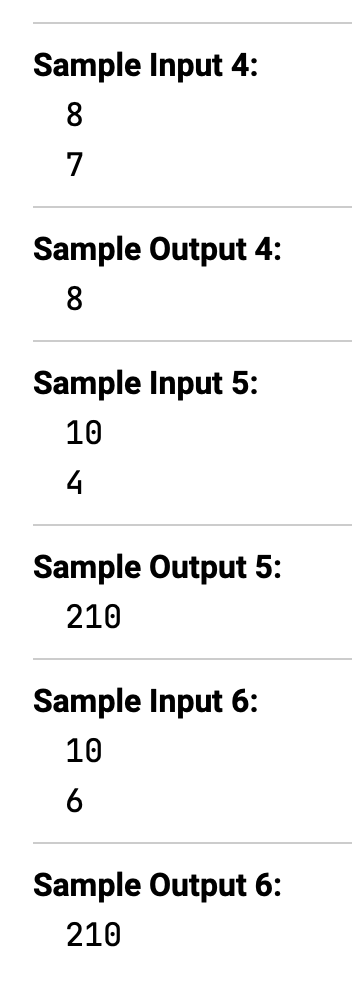 Sample Input 4:
8
7
Sample Output 4:
8
Sample Input 5:
10
4
Sample Output 5:
210
Sample Input 6:
10
6
Sample Output 6:
210